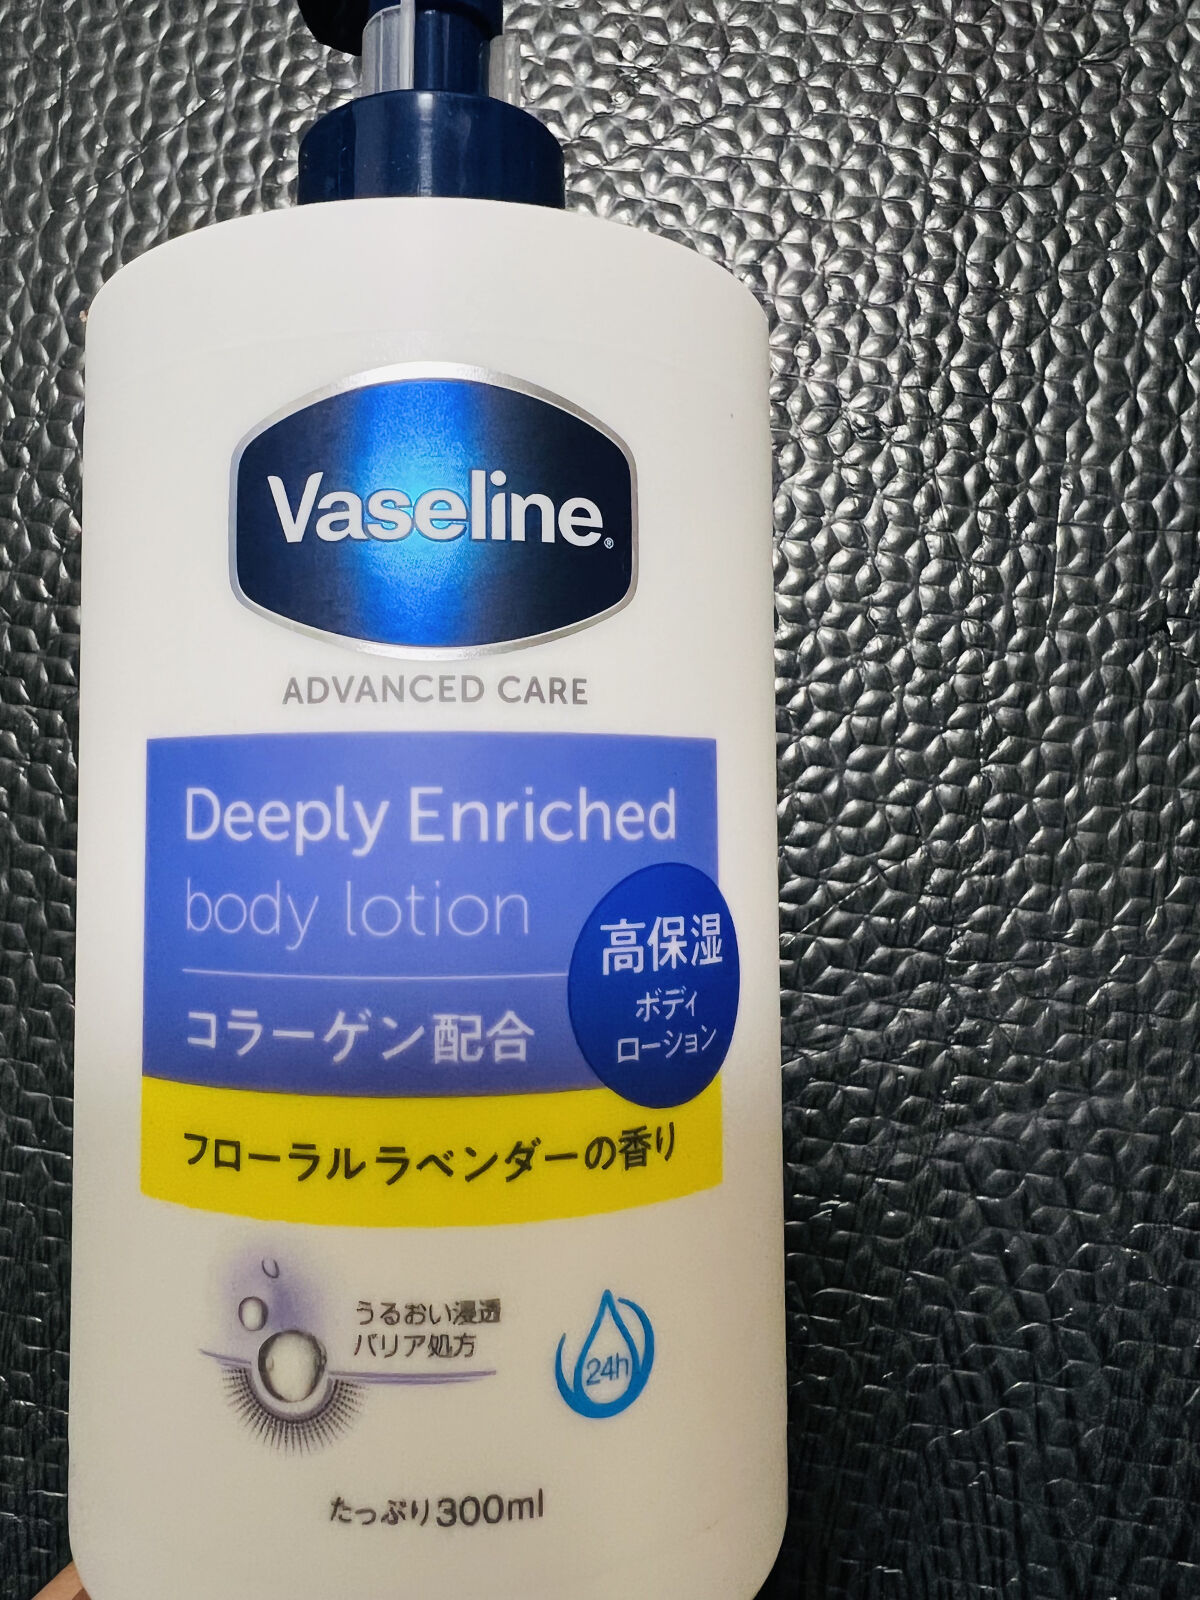 Vaseline®
ADVANCED CARE
Deeply Enriched
body lotion
コラーゲン配合
高保湿
ボディ
ローション
フローラルラベンダーの香り
うるおい浸透
バリア処方
24h
たっぷり300ml